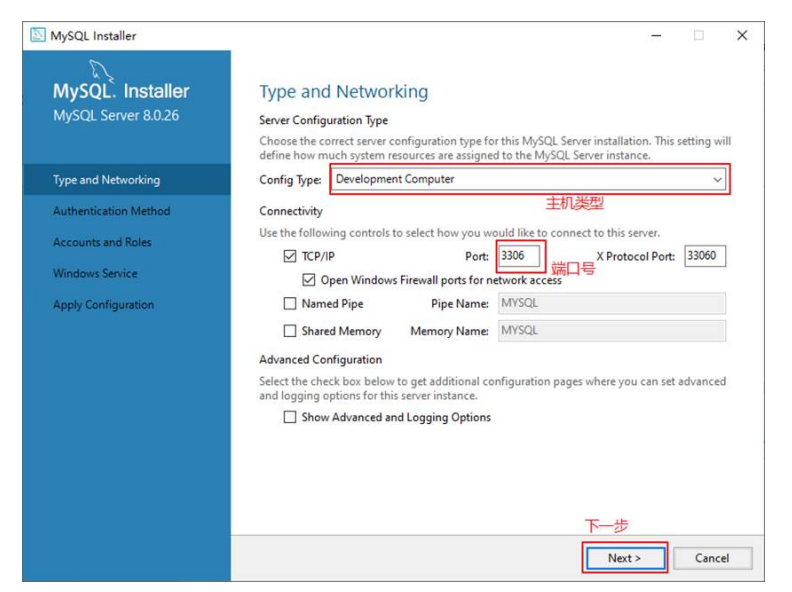 MySQL Installer
MySQL. Installer
MySQL Server 8.0.26
Type and Networking
Authentication Method
Accounts and Roles
Windows Service
Apply Configuration
Type and Networking
Server Configuration Type
Choose the correct server configuration type for this MySQL Server installation. This setting will
define how much system resources are assigned to the MySQL Server instance.
Config Type: Development Computer
主机类型
Connectivity
Use the following controls to select how you would like to connect to this server.
TCP/IP Port: 3306 X Protocol Port: 33060
端口号
Open Windows Firewall ports for network access
Named Pipe Pipe Name: MYSQL
Shared Memory Memory Name: MYSQL
Advanced Configuration
Select the check box below to get additional configuration pages where you can set advanced
and logging options for this server instance.
Show Advanced and Logging Options
下一步
Next > Cancel